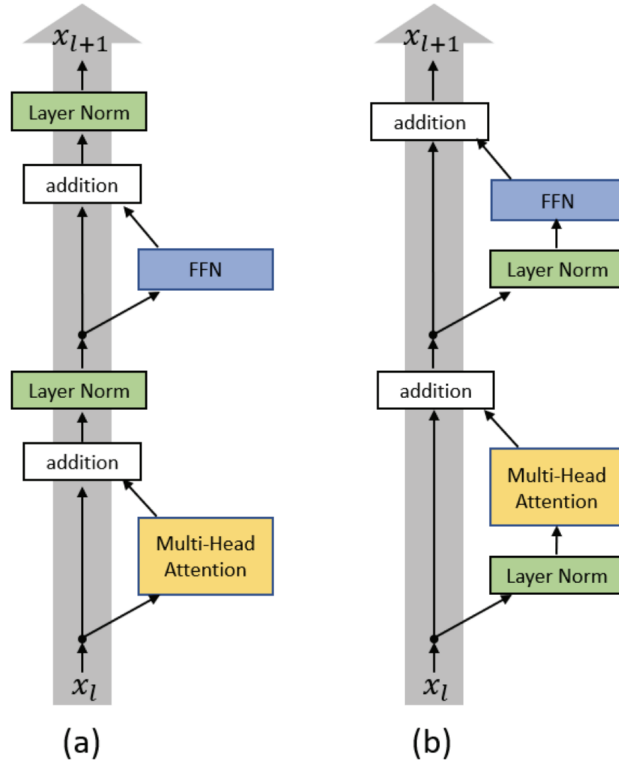 x_{l+1}
Layer Norm
addition
FFN
Layer Norm
addition
Multi-Head
Attention
x_l
(a)
x_{l+1}
addition
FFN
Layer Norm
addition
Multi-Head
Attention
Layer Norm
x_l
(b)